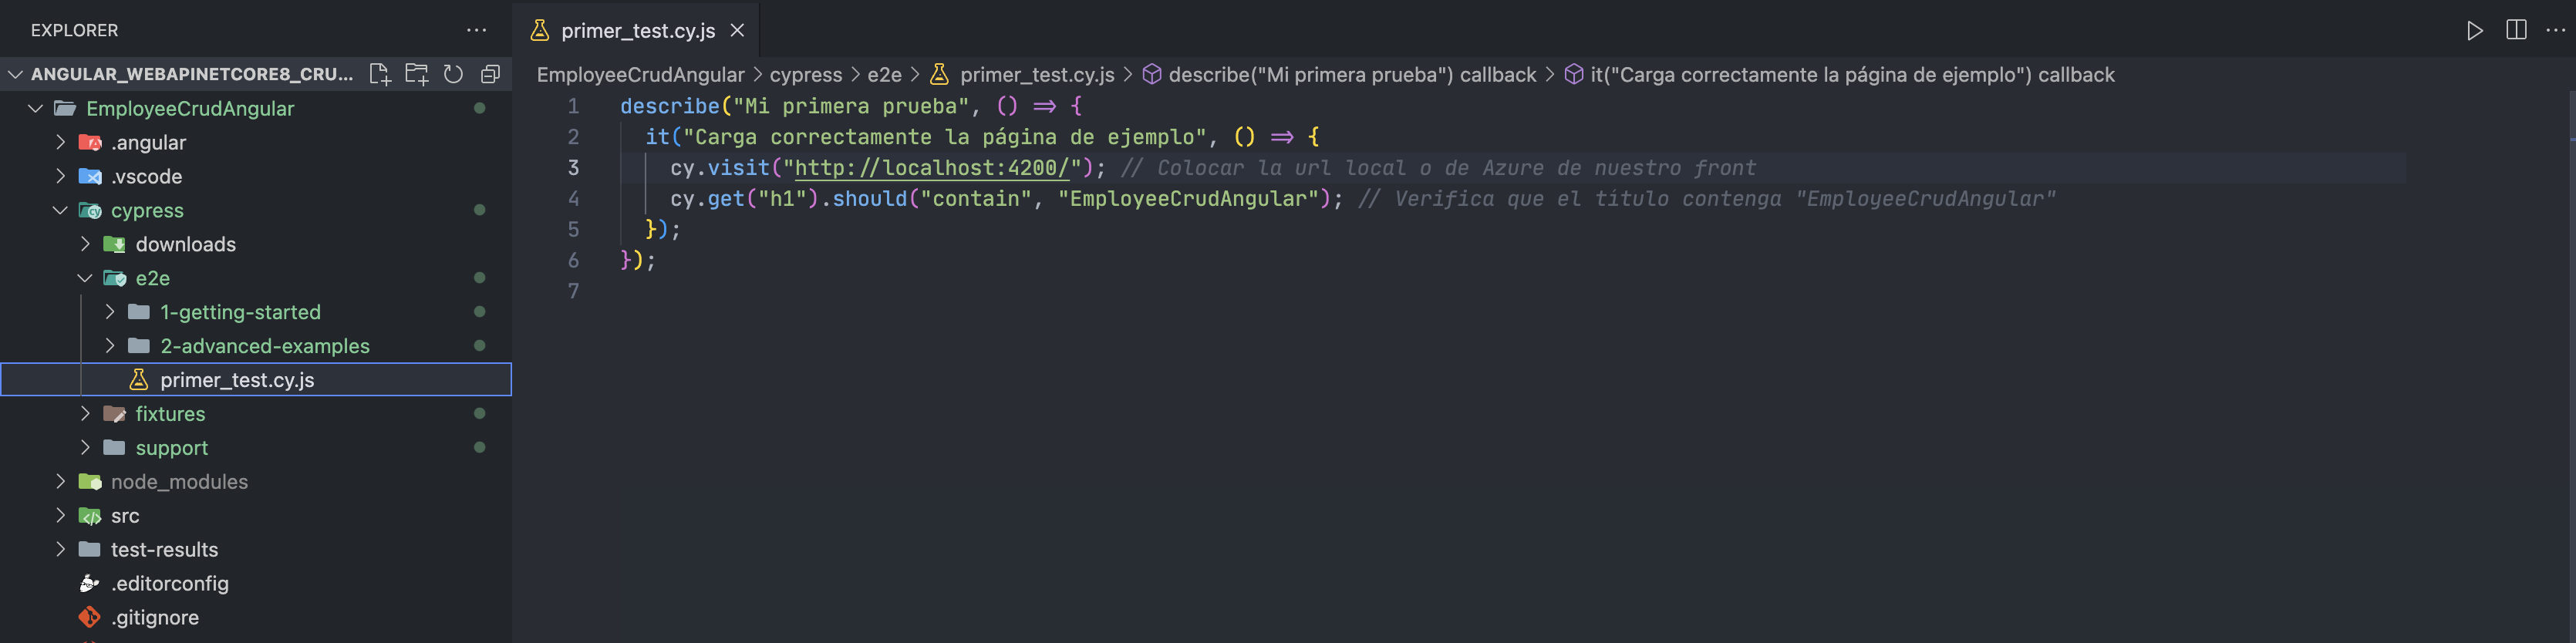 EXPLORER
ANGULAR_WEBAPINETCORE8_CRU...
EmployeeCrudAngular
.angular
.vscode
cypress
downloads
e2e
1-getting-started
2-advanced-examples
primer_test.cy.js
fixtures
support
node_modules
src
test-results
.editorconfig
.gitignore
primer_test.cy.js
EmployeeCrudAngular > cypress > e2e > primer_test.cy.js > describe("Mi primera prueba") callback > it("Carga correctamente la página de ejemplo") callback
1 describe("Mi primera prueba", () => {
2 it("Carga correctamente la página de ejemplo", () => {
3 cy.visit("http://localhost:4200/"); // Colocar la url local o de Azure de nuestro front
4 cy.get("h1").should("contain", "EmployeeCrudAngular"); // Verifica que el título contenga "EmployeeCrudAngular"
5 });
6 });
7